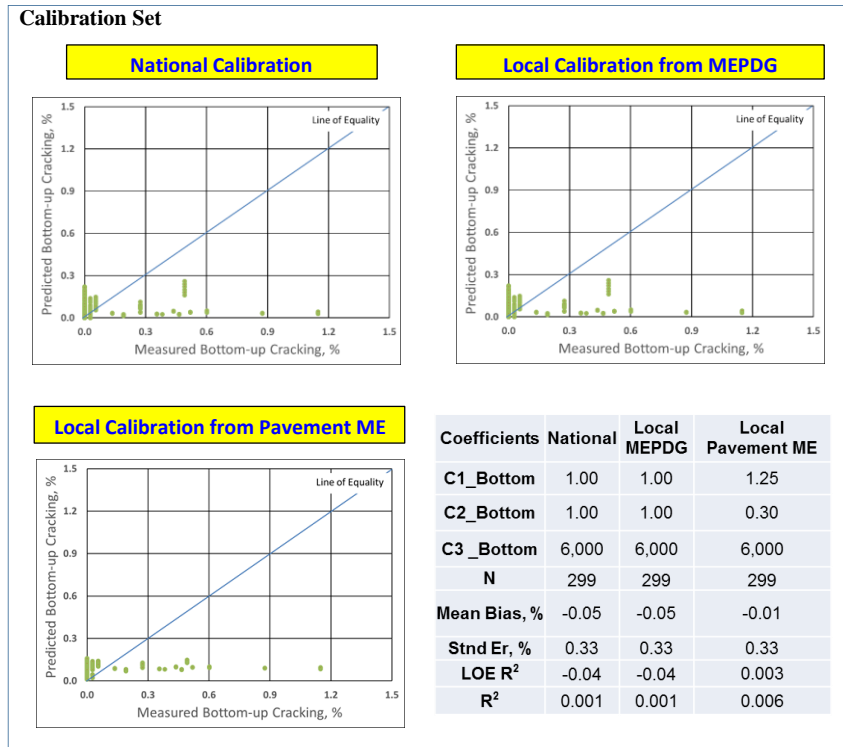 Calibration Set
National Calibration
Local Calibration from MEPDG
1.5
1.2
0.9
0.6
0.3
0.0
Predicted Bottom-up Cracking, %
Line of Equality
0.0 0.3 0.6 0.9 1.2 1.5
Measured Bottom-up Cracking, %
1.5
1.2
0.9
0.6
0.3
0.0
Predicted Bottom-up Cracking, %
Line of Equality
0.0 0.3 0.6 0.9 1.2 1.5
Measured Bottom-up Cracking, %
Local Calibration from Pavement ME
1.5
1.2
0.9
0.6
0.3
0.0
Predicted Bottom-up Cracking, %
Line of Equality
0.0 0.3 0.6 0.9 1.2 1.5
Measured Bottom-up Cracking, %
Coefficients National Local MEPDG Local Pavement ME
C1_Bottom 1.00 1.00 1.25
C2_Bottom 1.00 1.00 0.30
C3 _Bottom 6,000 6,000 6,000
N 299 299 299
Mean Bias, % -0.05 -0.05 -0.01
Stnd Er, % 0.33 0.33 0.33
LOE R² -0.04 -0.04 0.003
R² 0.001 0.001 0.006